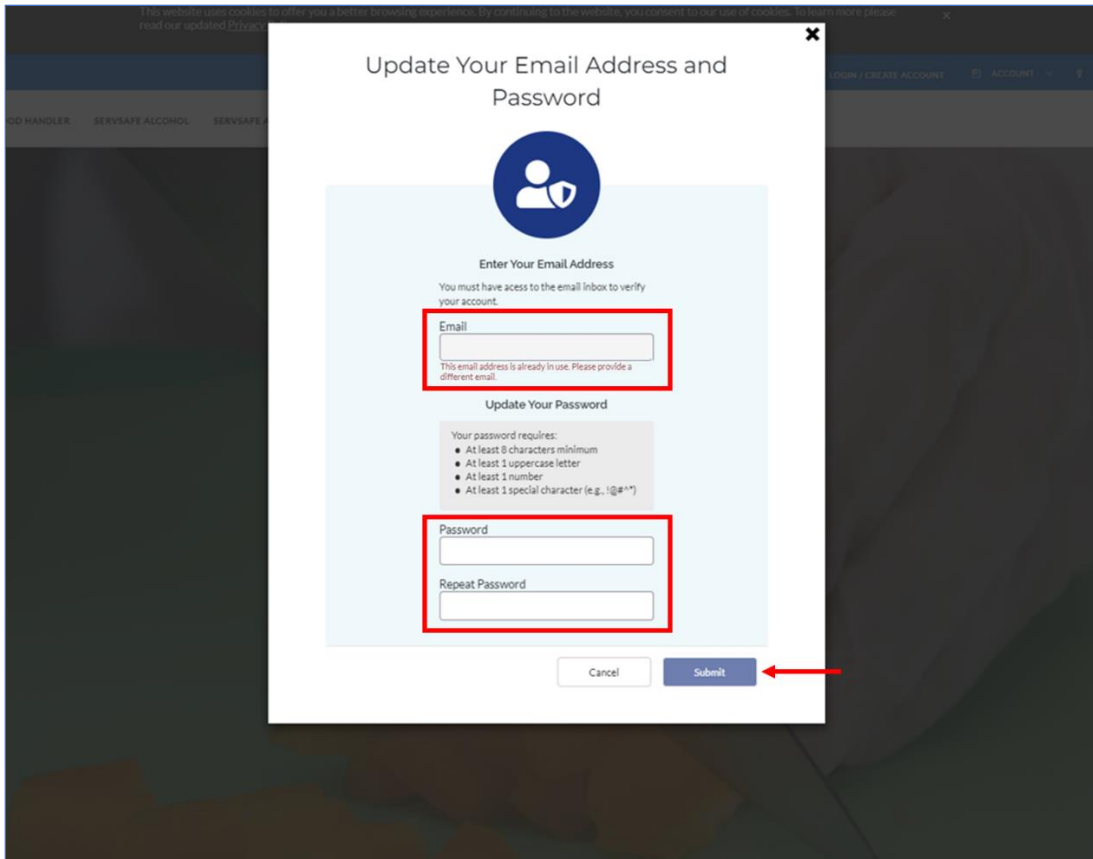 This website uses cookies to offer you a better browsing experience. By continuing to the website, you consent to our use of cookies. To learn more please
read our updated Privacy
LOGIN / CREATE ACCOUNT
ACCOUNT
OD HANDLER
SERVSAFE ALCOHOL
SERVSAFE A
Update Your Email Address and
Password
Enter Your Email Address
You must have acess to the email inbox to verify
your account.
Email
This email address is already in use. Please provide a
different email.
Update Your Password
Your password requires:
• At least 8 characters minimum
• At least 1 uppercase letter
• At least 1 number
• At least 1 special character (e.g., !@#^*)
Password
Repeat Password
Cancel
Submit